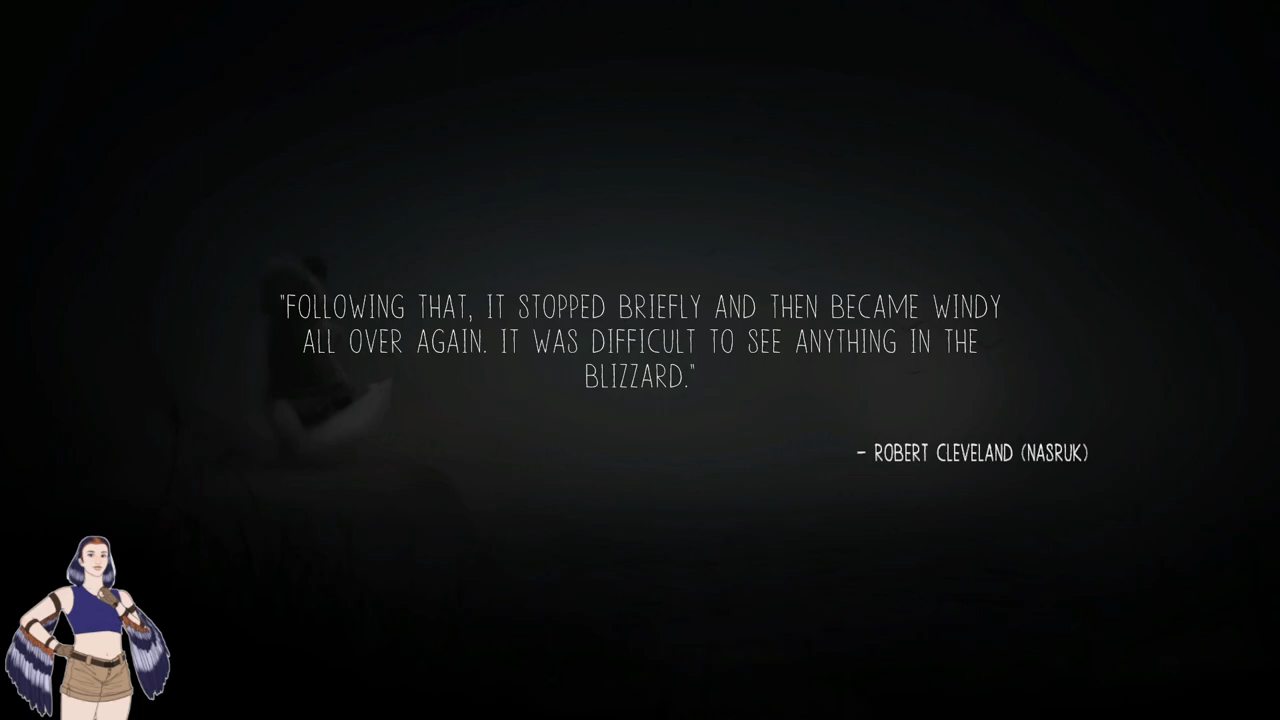 "FOLLOWING THAT, IT STOPPED BRIEFLY AND THEN BECAME WINDY
ALL OVER AGAIN. IT WAS DIFFICULT TO SEE ANYTHING IN THE
BLIZZARD."
- ROBERT CLEVELAND (NASRUK)